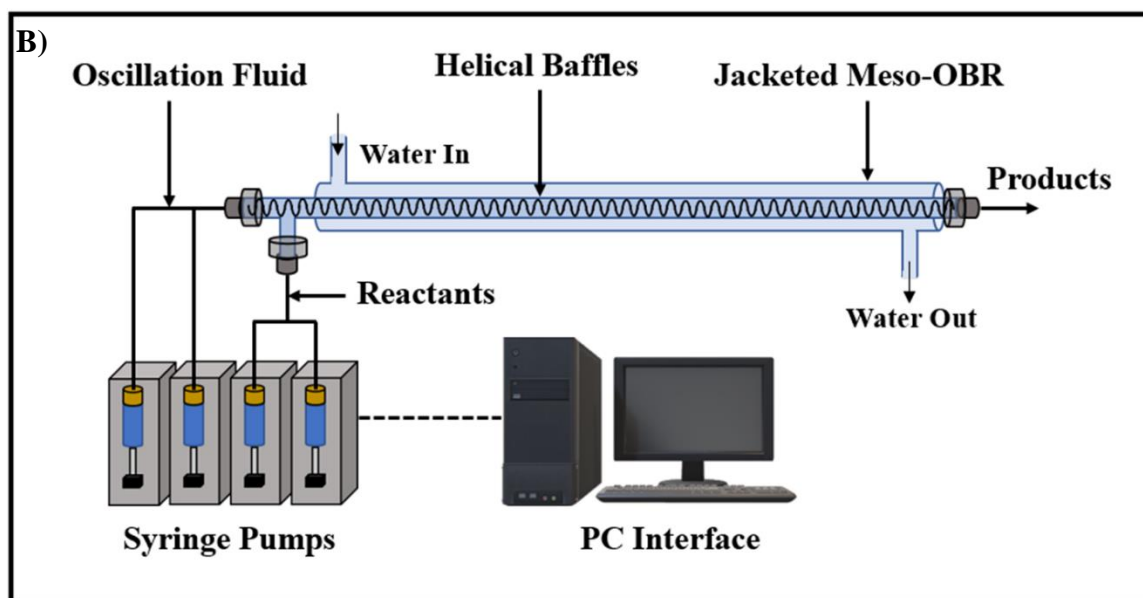 B)
Oscillation Fluid
Helical Baffles
Jacketed Meso-OBR
Water In
Products
Reactants
Water Out
Syringe Pumps
PC Interface